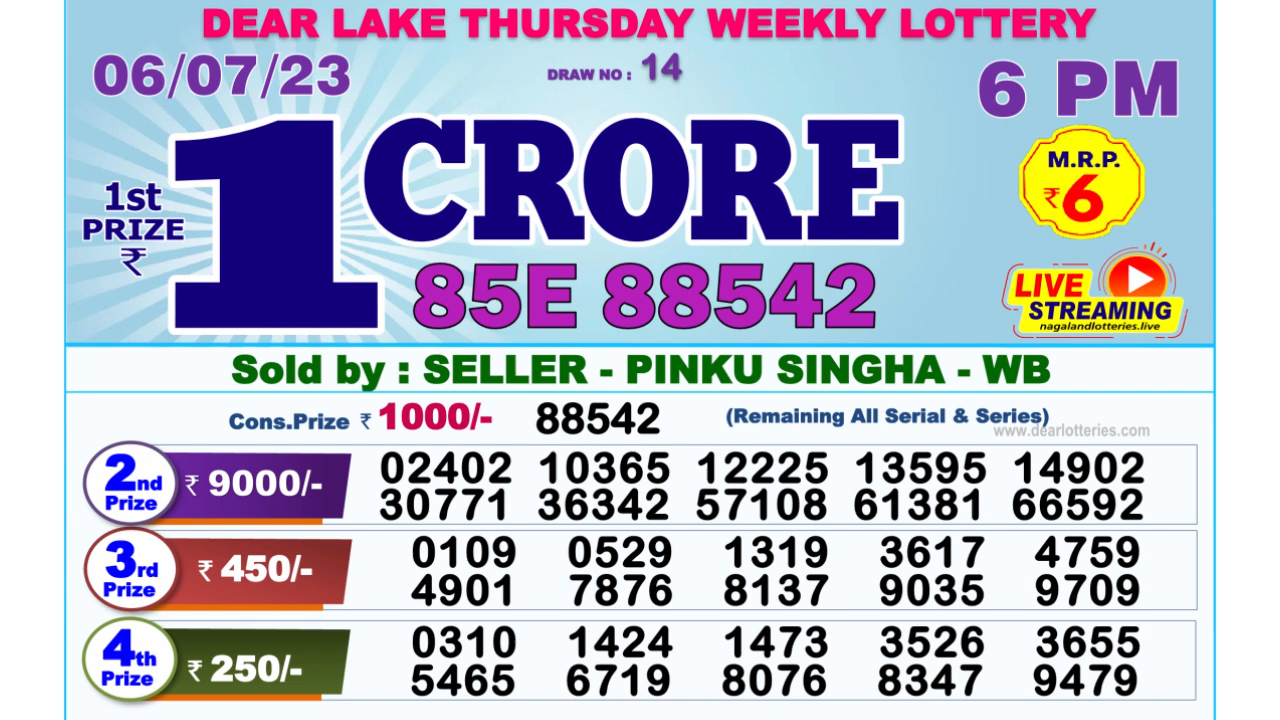 DEAR LAKE THURSDAY WEEKLY LOTTERY
06/07/23
DRAW NO : 14
6 PM
1st
PRIZE
₹
1 CRORE
85E 88542
M.R.P.
₹6
LIVE
STREAMING
nagalandlotteries.live
Sold by : SELLER - PINKU SINGHA - WB
Cons.Prize ₹ 1000/- 88542 (Remaining All Serial & Series)
www.dearlotteries.com
2nd Prize ₹ 9000/-
02402 10365 12225 13595 14902
30771 36342 57108 61381 66592
3rd Prize ₹ 450/-
0109 0529 1319 3617 4759
4901 7876 8137 9035 9709
4th Prize ₹ 250/-
0310 1424 1473 3526 3655
5465 6719 8076 8347 9479